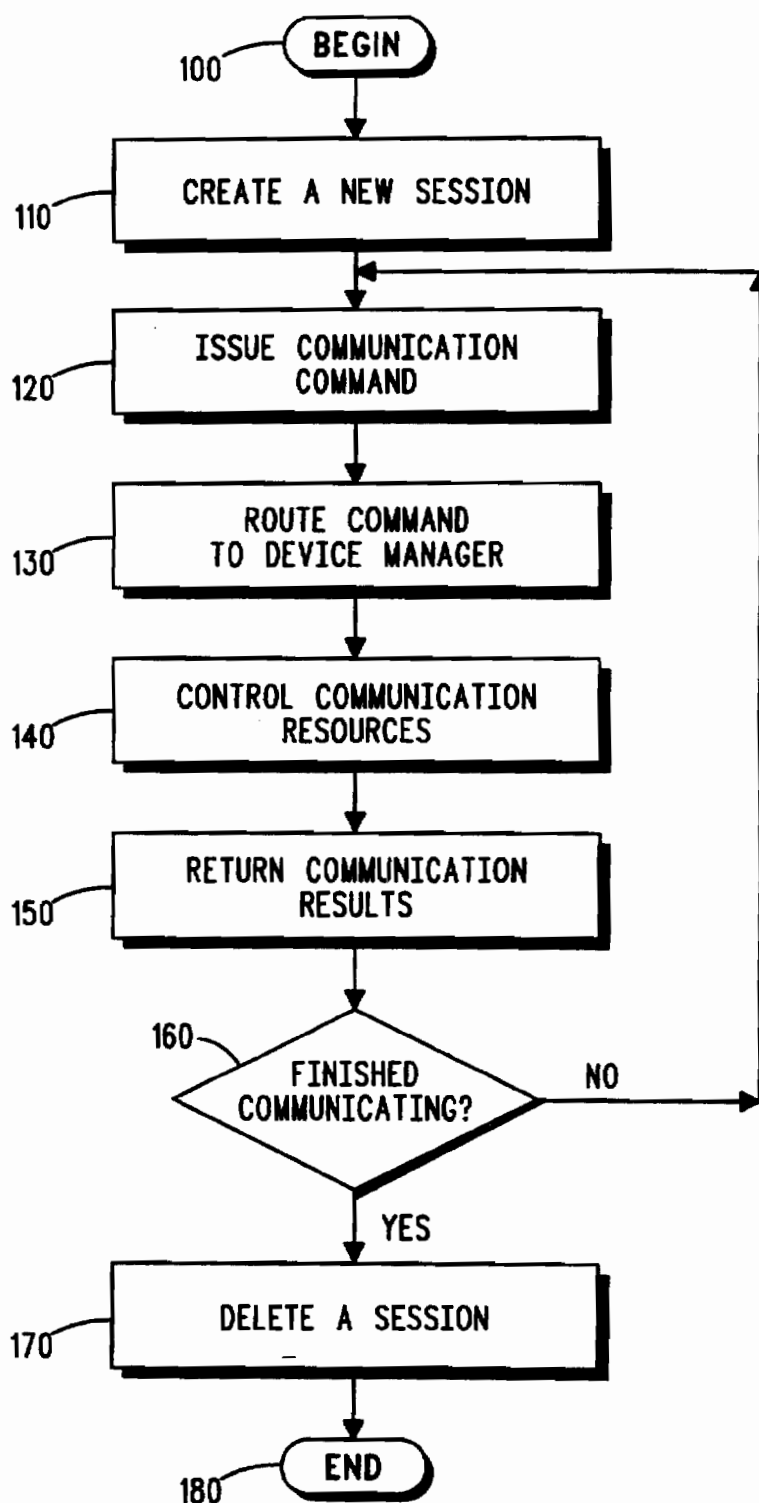 BEGIN
100
CREATE A NEW SESSION
110
ISSUE COMMUNICATION
COMMAND
120
ROUTE COMMAND
TO DEVICE MANAGER
130
CONTROL COMMUNICATION
RESOURCES
140
RETURN COMMUNICATION
RESULTS
150
160
FINISHED
COMMUNICATING?
NO
YES
DELETE A SESSION
170
END
180